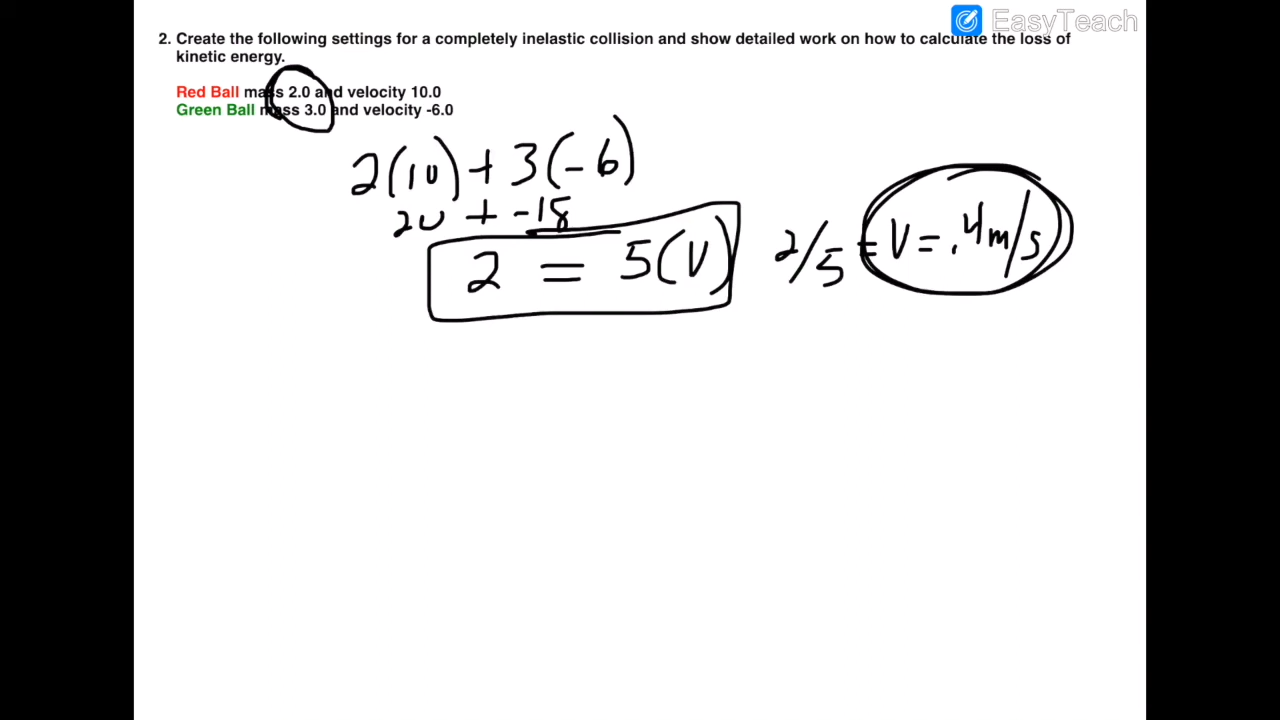 EasyTeach
2. Create the following settings for a completely inelastic collision and show detailed work on how to calculate the loss of
kinetic energy.
Red Ball mass 2.0 and velocity 10.0
Green Ball mass 3.0 and velocity -6.0
2(10) + 3(-6)
20 + -18
2 = 5(V)
2/5 = V = .4m/s